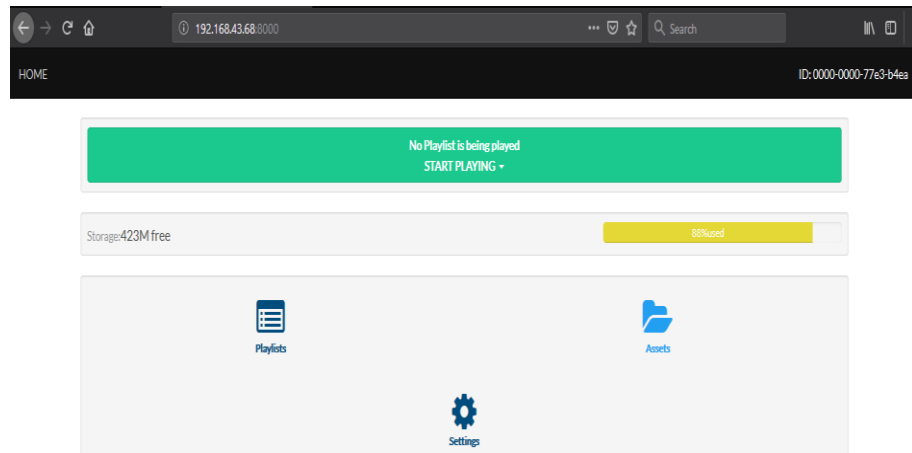 192.168.43.68:8000
Search
HOME
ID: 0000-0000-77e3-b4ea
No Playlist is being played
START PLAYING
Storage:423M free
88%used
Playlists
Assets
Settings